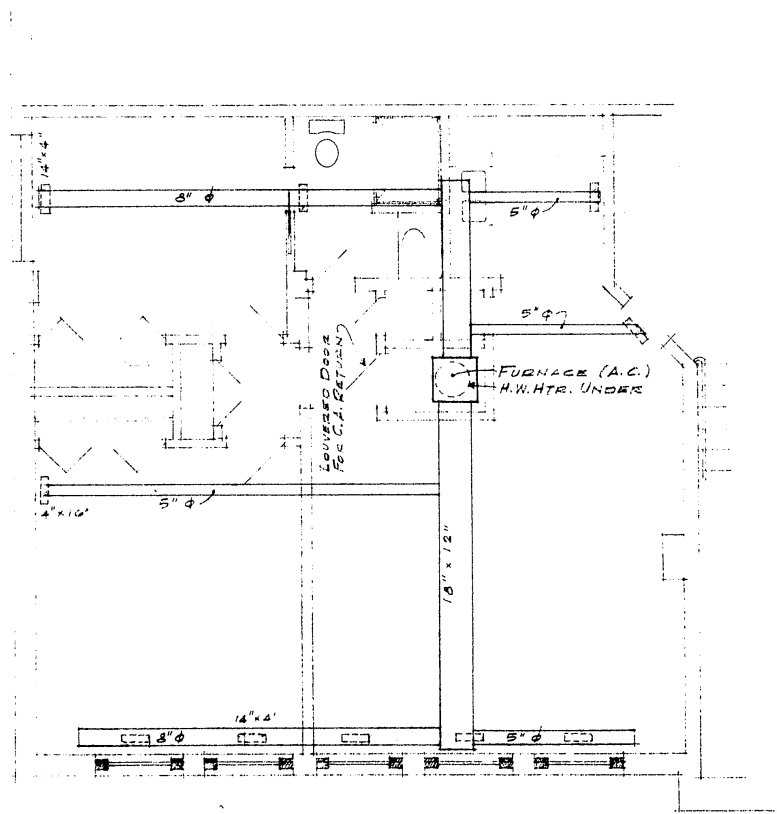 14"x4"
8" φ
5" φ
5" φ
LOUVERED DOOR
FOR C.A. RETURN
FURNACE (A.C.)
H.W. HTR. UNDER
5" φ
4" x 16"
18" x 12"
14" x 4"
8" φ
5" φ